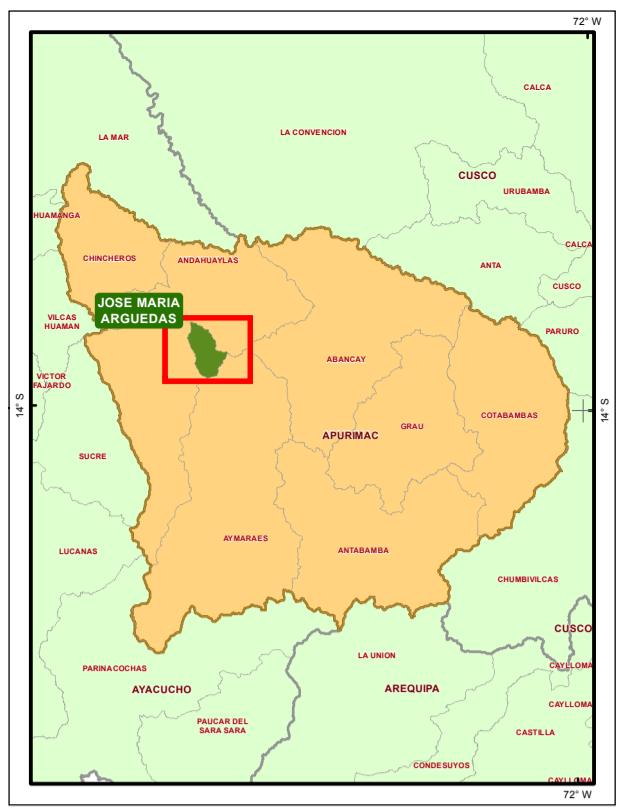 72° W
CALCA
LA MAR
LA CONVENCION
CUSCO
URUBAMBA
HUAMANGA
CALCA
CHINCHEROS
ANDAHUAYLAS
ANTA
CUSCO
JOSE MARIA
ARGUEDAS
VILCAS
HUAMAN
PARURO
ABANCAY
VICTOR
FAJARDO
14° S
14° S
COTABAMBAS
GRAU
APURIMAC
SUCRE
AYMARAES
ANTABAMBA
LUCANAS
CHUMBIVILCAS
CUSCO
LA UNION
CAYLLOMA
PARINACOCHAS
AYACUCHO
AREQUIPA
CAYLLOMA
PAUCAR DEL
SARA SARA
CASTILLA
CONDESUYOS
CAYLLOMA
72° W